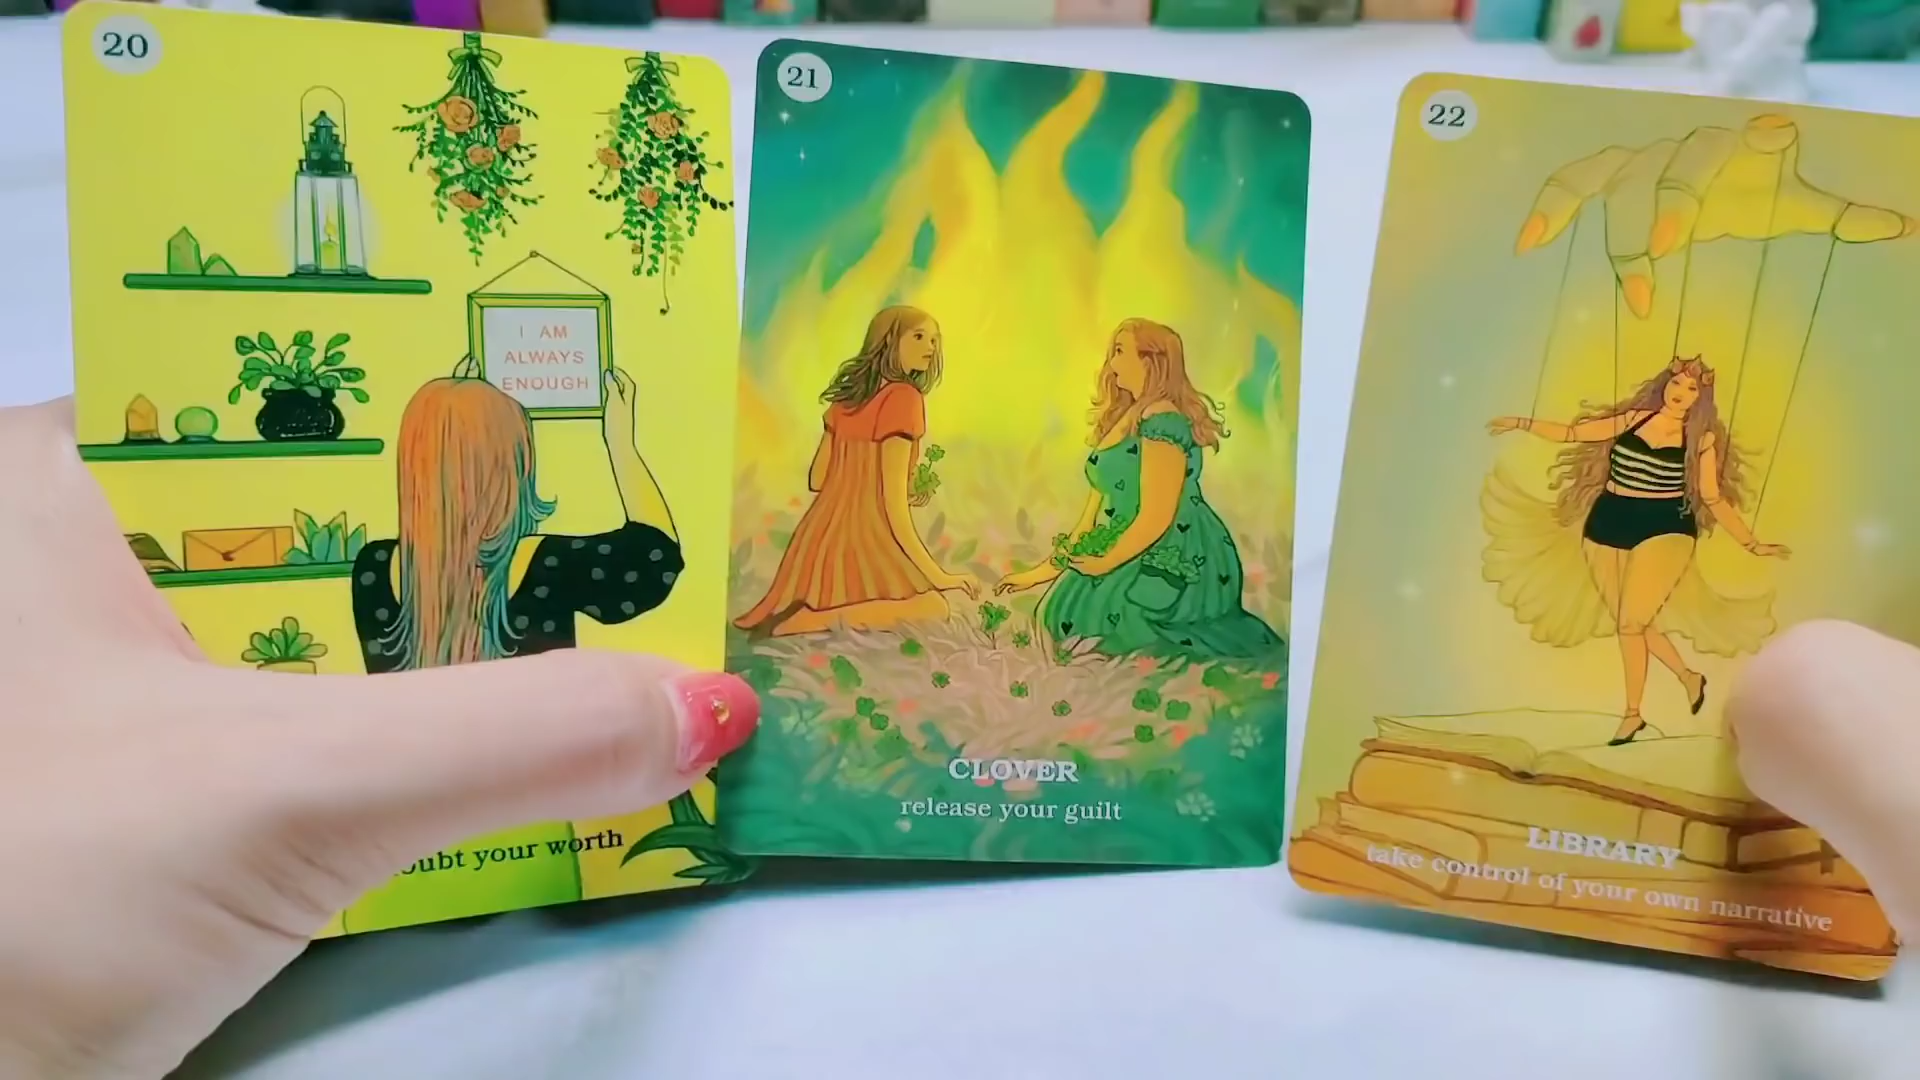 20
I AM
ALWAYS
ENOUGH
your worth
21
CLOVER
release your guilt
22
LIBRARY
take control of your own narrative